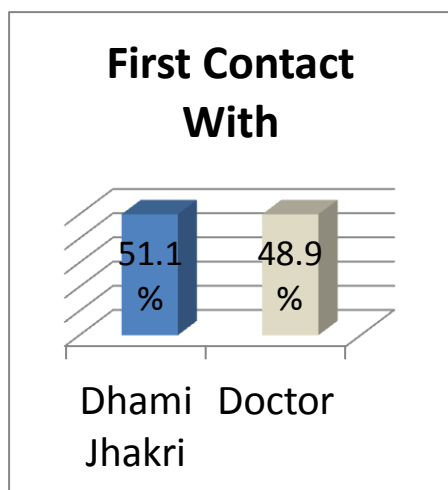 First Contact
With
51.1
%
48.9
%
Dhami
Jhakri
Doctor